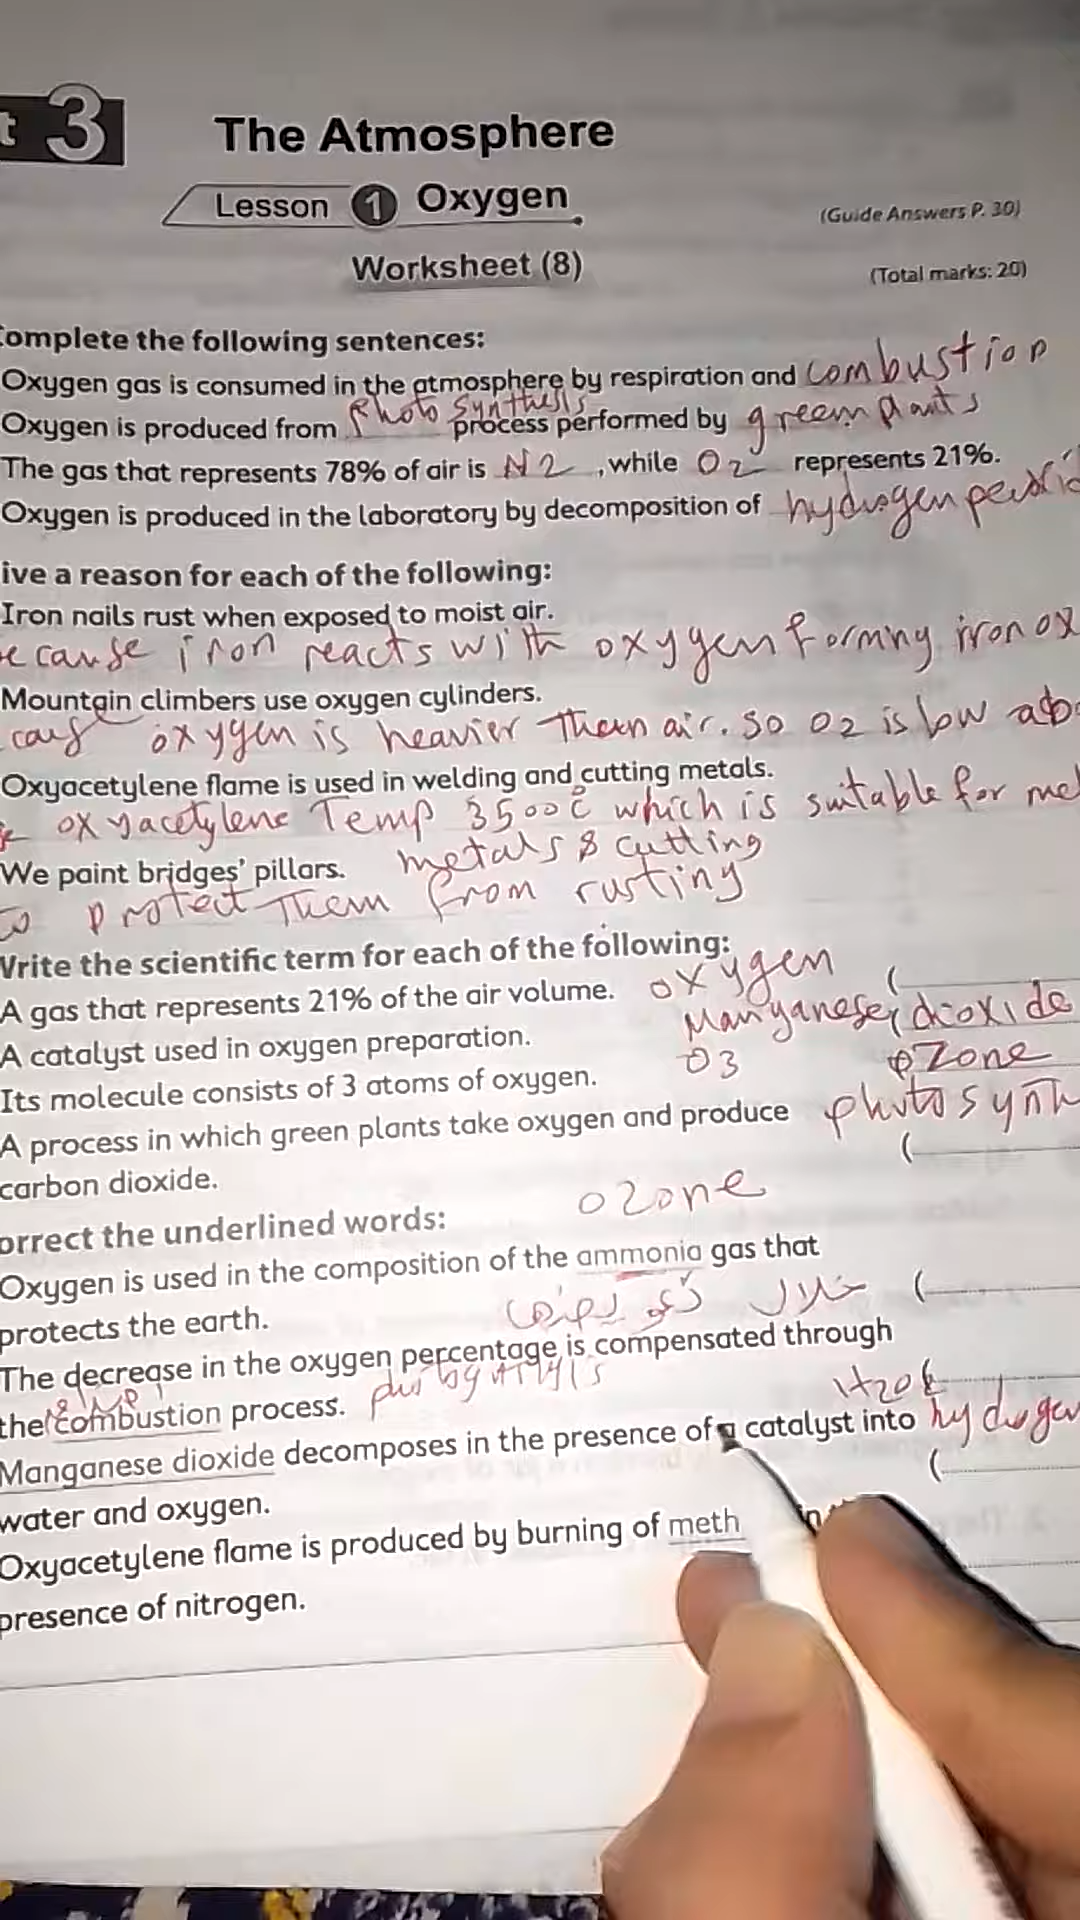 t 3
The Atmosphere
Lesson 1 Oxygen
(Guide Answers P. 30)
Worksheet (8)
(Total marks: 20)
omplete the following sentences:
Oxygen gas is consumed in the atmosphere by respiration and combustion
Oxygen is produced from photo synthesis process performed by green plants
The gas that represents 78% of air is N2 , while O2 represents 21%.
Oxygen is produced in the laboratory by decomposition of hydrogen
ive a reason for each of the following:
Iron nails rust when exposed to moist air.
ecause iron reacts with oxygen forming iron ox
Mountain climbers use oxygen cylinders.
oxygen is heavier than air. so O2 is low
Oxyacetylene flame is used in welding and cutting metals.
oxyacetylene Temp 3500°C which is suitable for mel
metals & cutting
We paint bridges' pillars.
To protect Them from rusting
Write the scientific term for each of the following:
A gas that represents 21% of the air volume. oxygen (
A catalyst used in oxygen preparation. Manganese dioxide
Its molecule consists of 3 atoms of oxygen. O3 ozone
A process in which green plants take oxygen and produce photosynth
carbon dioxide. (
orrect the underlined words:
ozone
Oxygen is used in the composition of the ammonia gas that
protects the earth. خلال (
The decrease in the oxygen percentage is compensated through
the combustion process.
Manganese dioxide decomposes in the presence of a catalyst into hydrogen
water and oxygen. (
Oxyacetylene flame is produced by burning of meth in
presence of nitrogen.